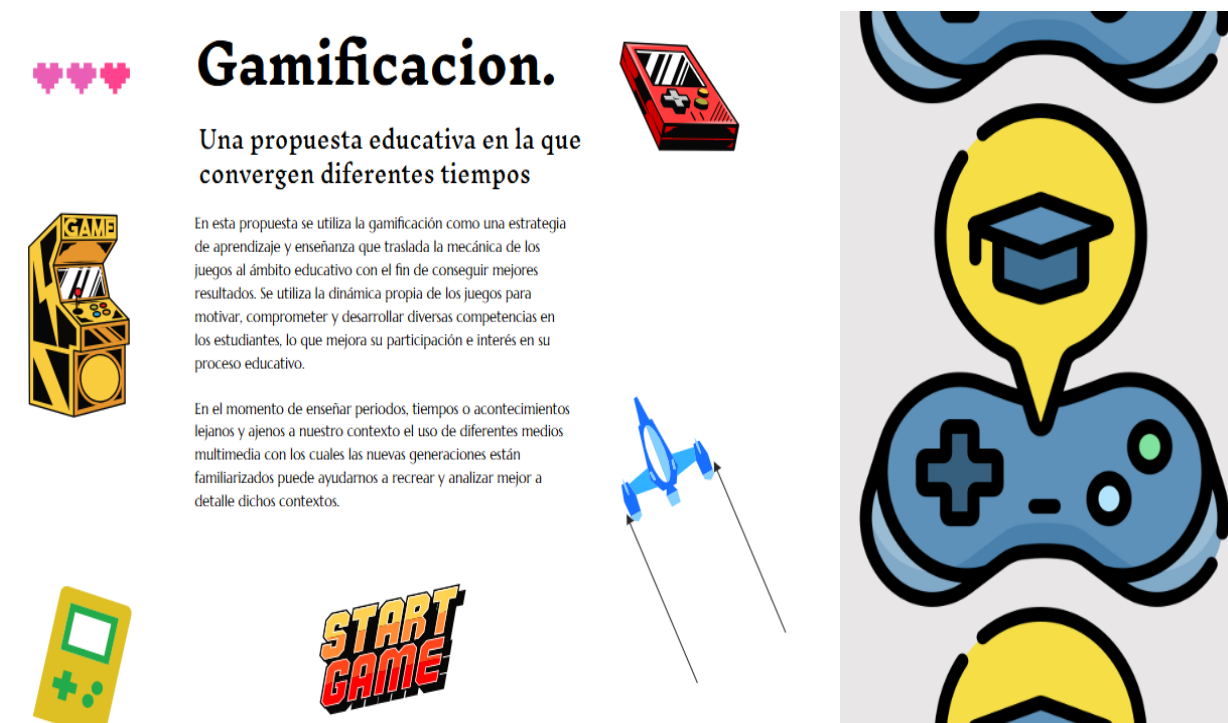 Gamificacion.
Una propuesta educativa en la que
convergen diferentes tiempos
GAME
En esta propuesta se utiliza la gamificación como una estrategia
de aprendizaje y enseñanza que traslada la mecánica de los
juegos al ámbito educativo con el fin de conseguir mejores
resultados. Se utiliza la dinámica propia de los juegos para
motivar, comprometer y desarrollar diversas competencias en
los estudiantes, lo que mejora su participación e interés en su
proceso educativo.
En el momento de enseñar periodos, tiempos o acontecimientos
lejanos y ajenos a nuestro contexto el uso de diferentes medios
multimedia con los cuales las nuevas generaciones están
familiarizados puede ayudarnos a recrear y analizar mejor a
detalle dichos contextos.
START
GAME